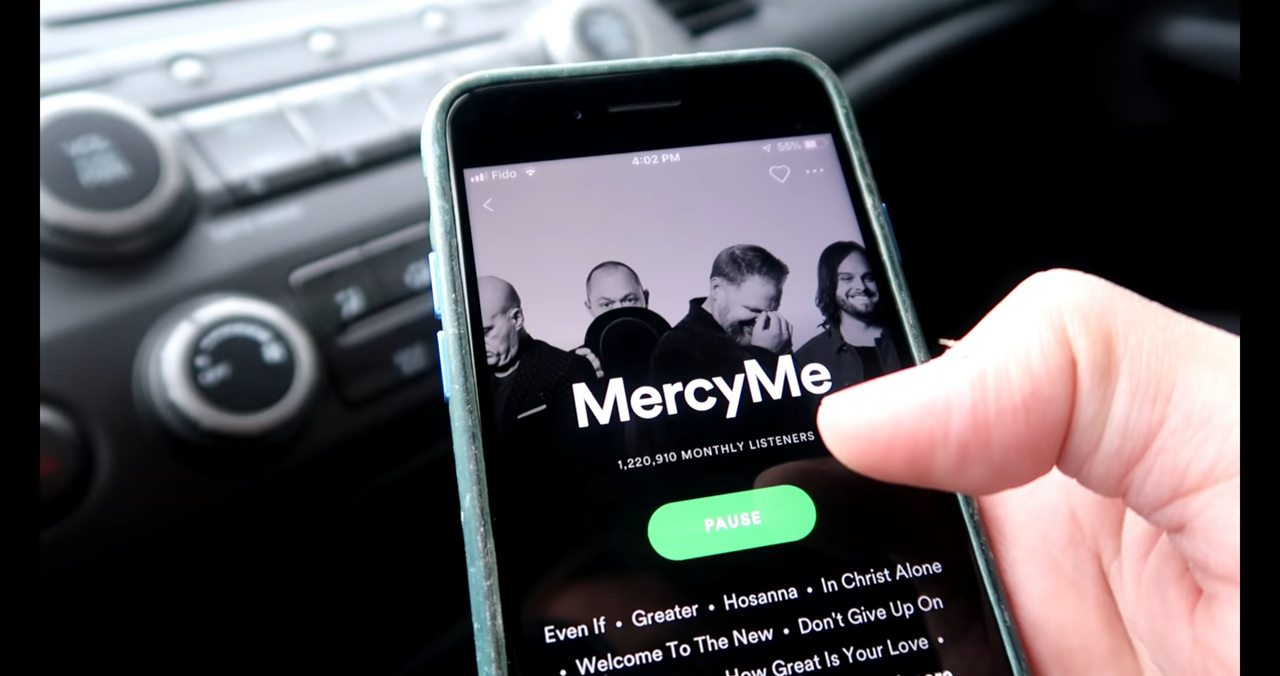 Fido
4:02 PM
55%
MercyMe
1,220,910 MONTHLY LISTENERS
PAUSE
Even If • Greater • Hosanna • In Christ Alone
• Welcome To The New • Don't Give Up On
How Great Is Your Love •